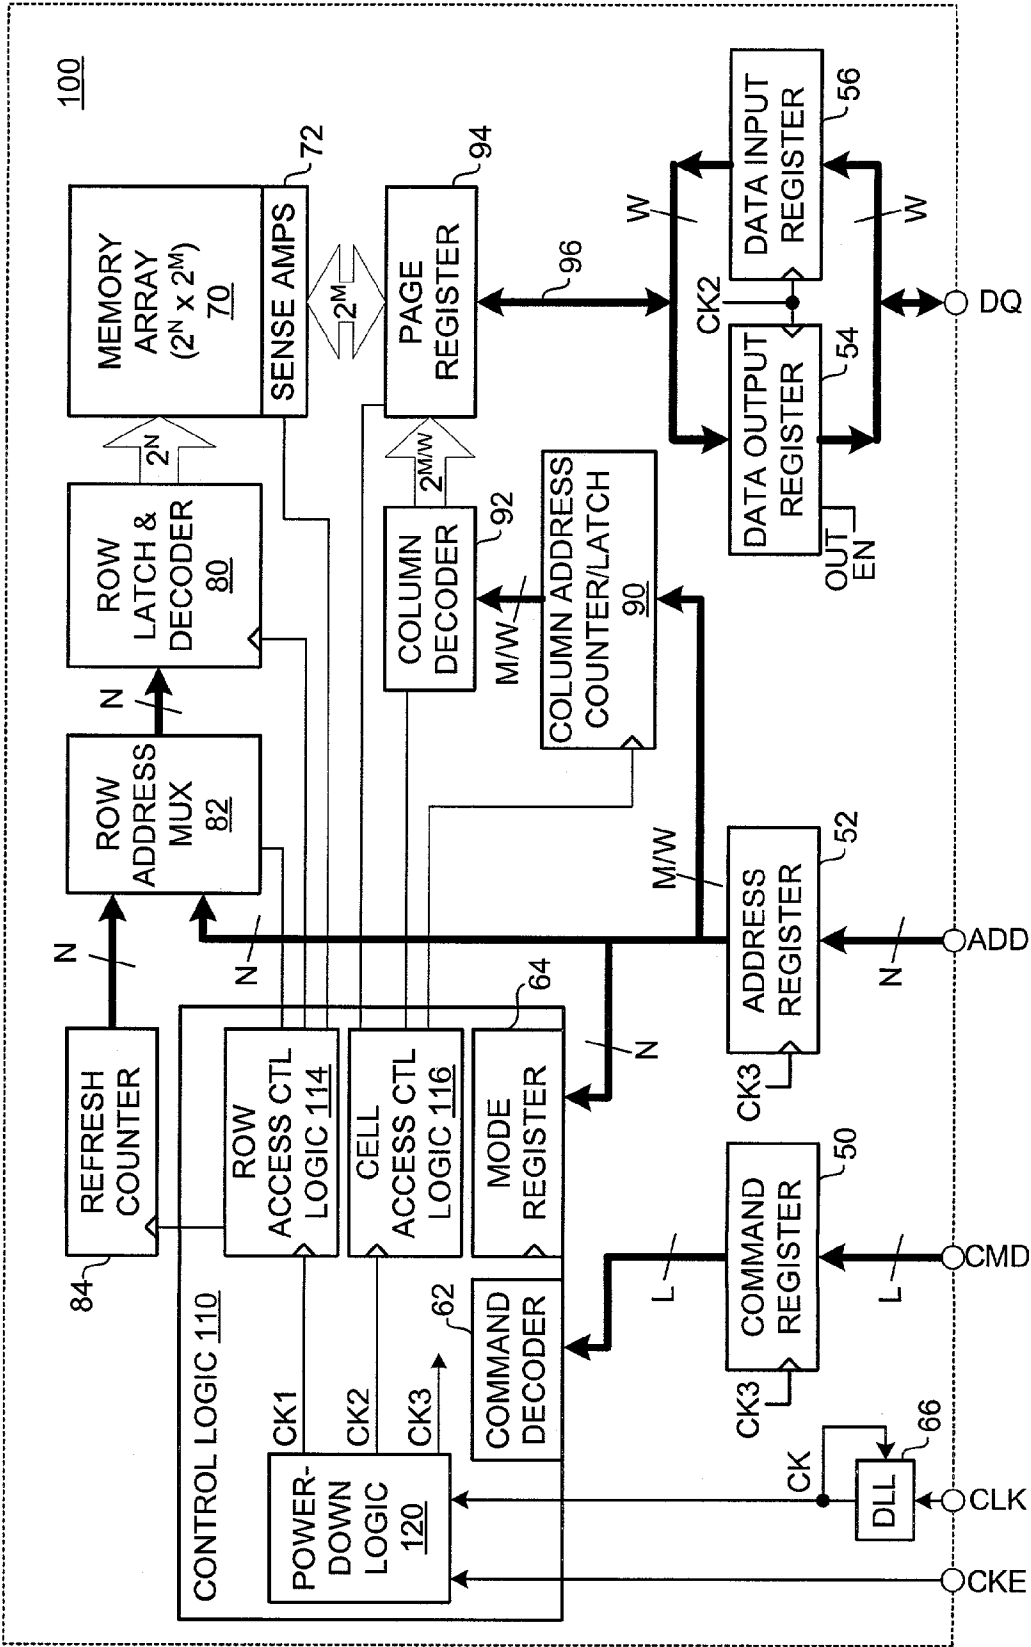 100
MEMORY
ARRAY
(2^N x 2^M)
70
SENSE AMPS
72
2^N
ROW
LATCH &
DECODER
80
N
ROW
ADDRESS
MUX
82
N
N
REFRESH
COUNTER
84
2^M
PAGE
REGISTER
94
2^M/W
COLUMN
DECODER
92
M/W
COLUMN ADDRESS
COUNTER/LATCH
90
96
W
DATA INPUT
REGISTER
56
W
CK2
DATA OUTPUT
REGISTER
54
OUT
EN
DQ
CONTROL LOGIC 110
ROW
ACCESS CTL
LOGIC 114
CELL
ACCESS CTL
LOGIC 116
MODE
REGISTER
64
N
COMMAND
DECODER
62
POWER-
DOWN
LOGIC
120
CK1
CK2
CK3
M/W
ADDRESS
REGISTER
52
CK3
N
ADD
L
COMMAND
REGISTER
50
CK3
L
CMD
CK
DLL
66
CLK
CKE